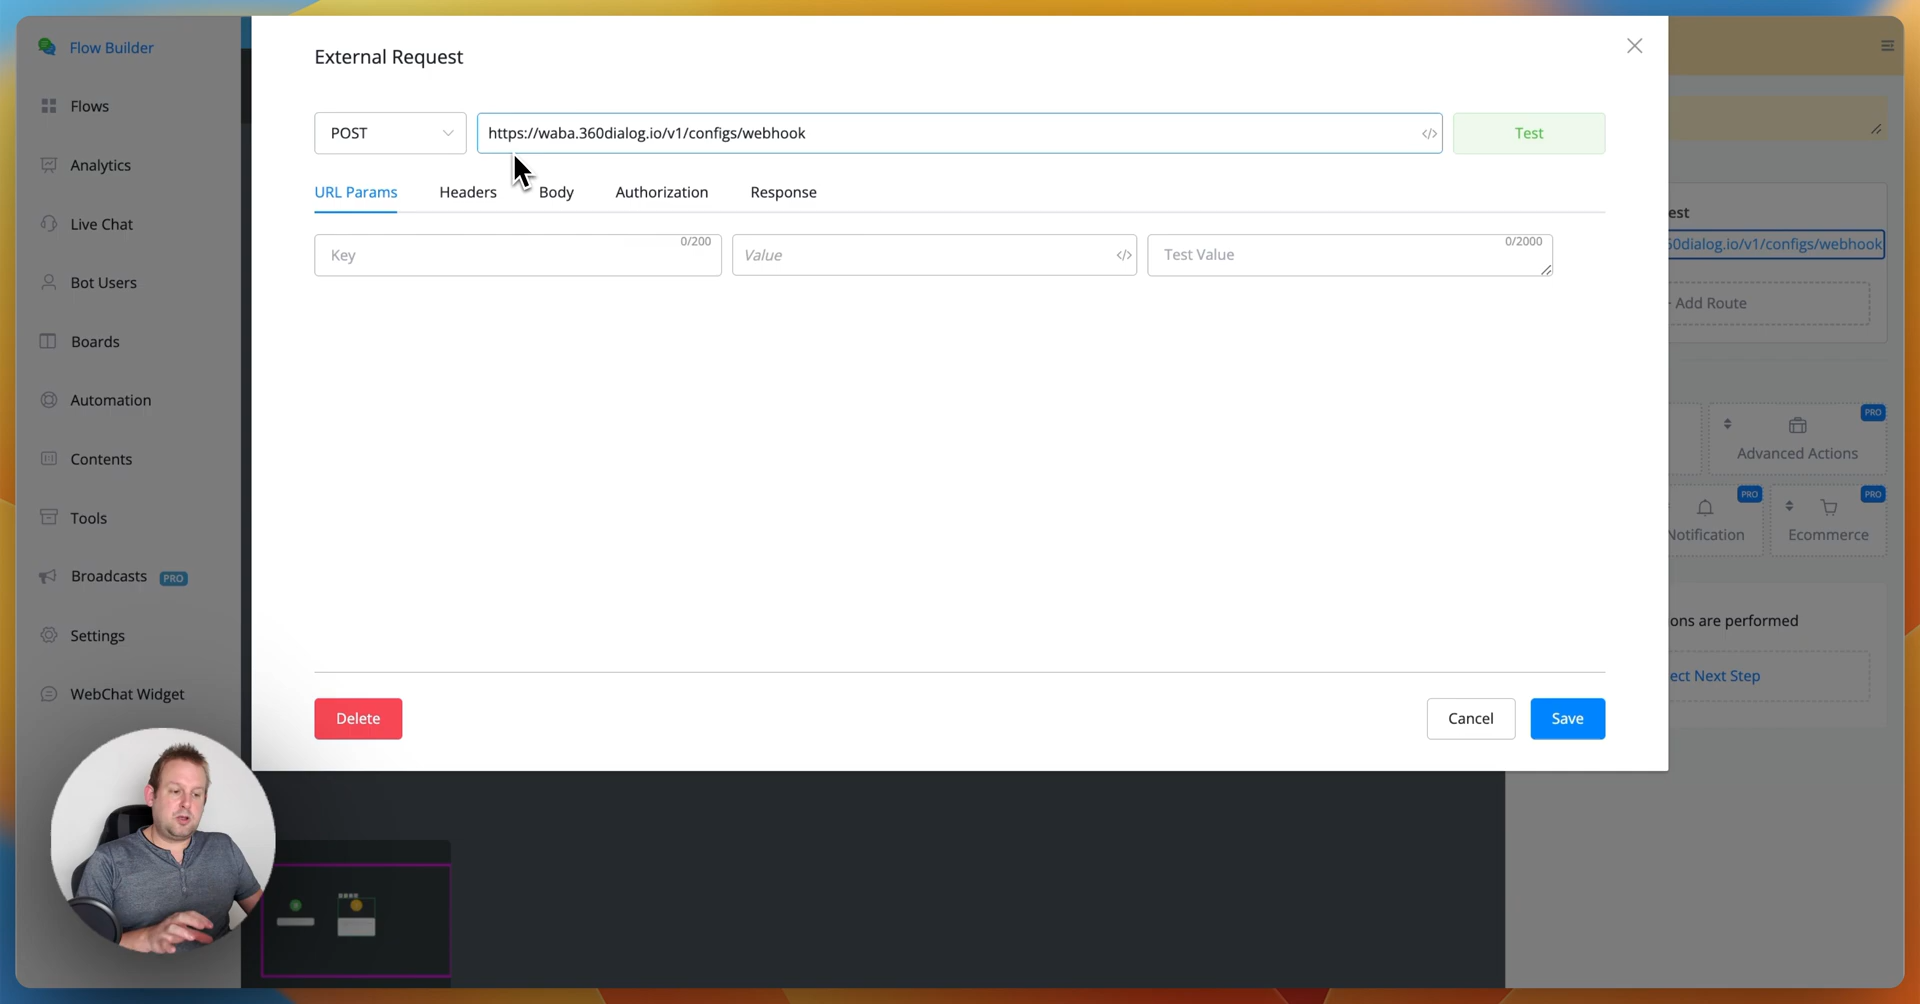 Flow Builder
Flows
Analytics
Live Chat
Bot Users
Boards
Automation
Contents
Tools
Broadcasts PRO
Settings
WebChat Widget
External Request
POST
https://waba.360dialog.io/v1/configs/webhook
</>
Test
URL Params Headers Body Authorization Response
Key 0/200
Value </>
Test Value 0/2000
Delete
Cancel
Save
est
60dialog.io/v1/configs/webhook
Add Route
PRO
Advanced Actions
PRO
Notification
PRO
Ecommerce
ons are performed
ect Next Step